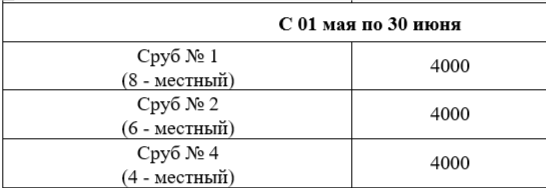 С 01 мая по 30 июня
Сруб № 1
(8 - местный)
4000
Сруб № 2
(6 - местный)
4000
Сруб № 4
(4 - местный)
4000